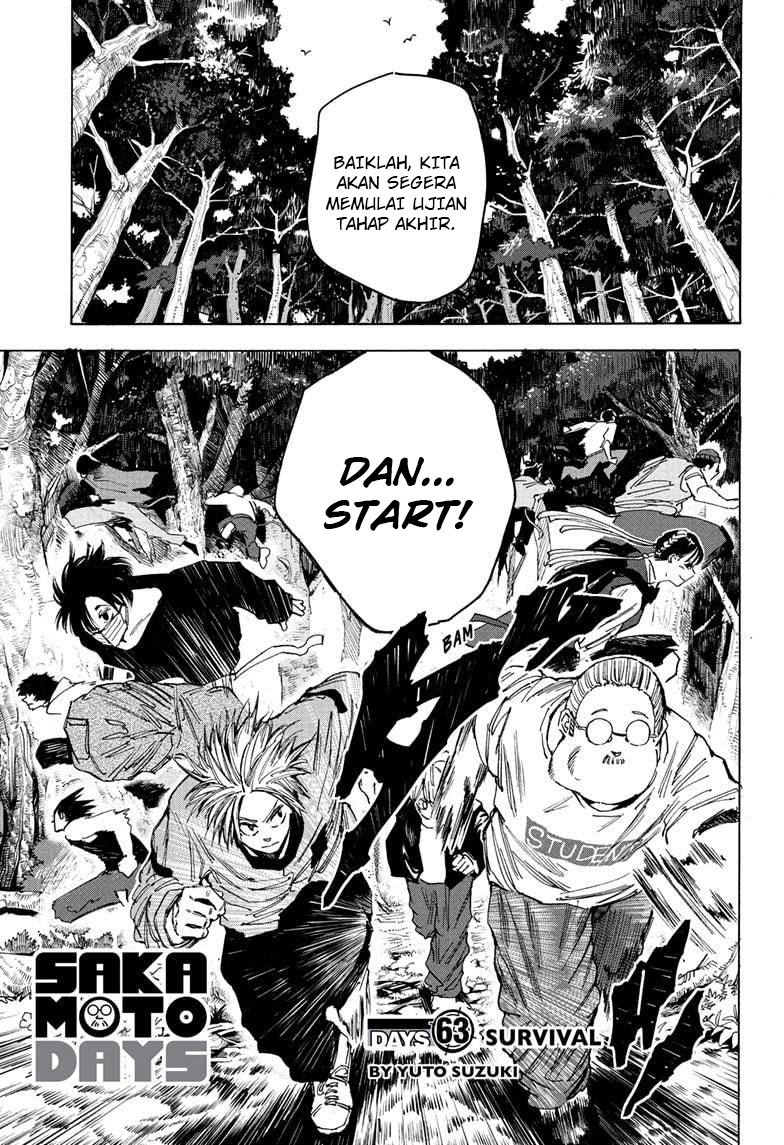 BAIKLAH, KITA
AKAN SEGERA
MEMULAI UJIAN
TAHAP AKHIR.
DAN...
START!
BAM
STUDEN
SAKA
MOTO
DAYS
DAYS 63 SURVIVAL
BY YUTO SUZUKI